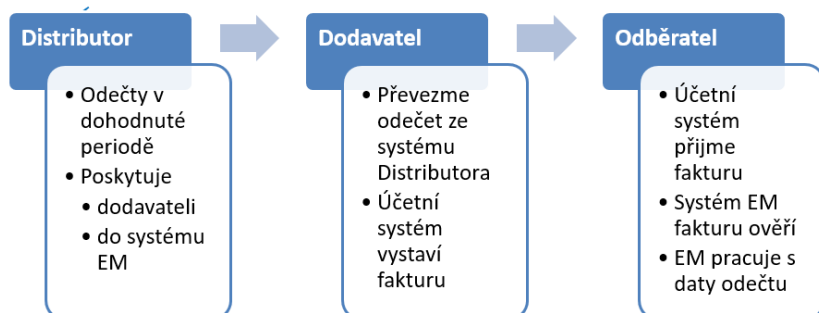 Distributor
• Odečty v
dohodnuté
periodě
• Poskytuje
• dodavateli
• do systému
EM
Dodavatel
• Převezme
odečet ze
systému
Distributora
• Účetní
systém
vystaví
fakturu
Odběratel
• Účetní
systém
přijme
fakturu
• Systém EM
fakturu ověří
• EM pracuje s
daty odečtu